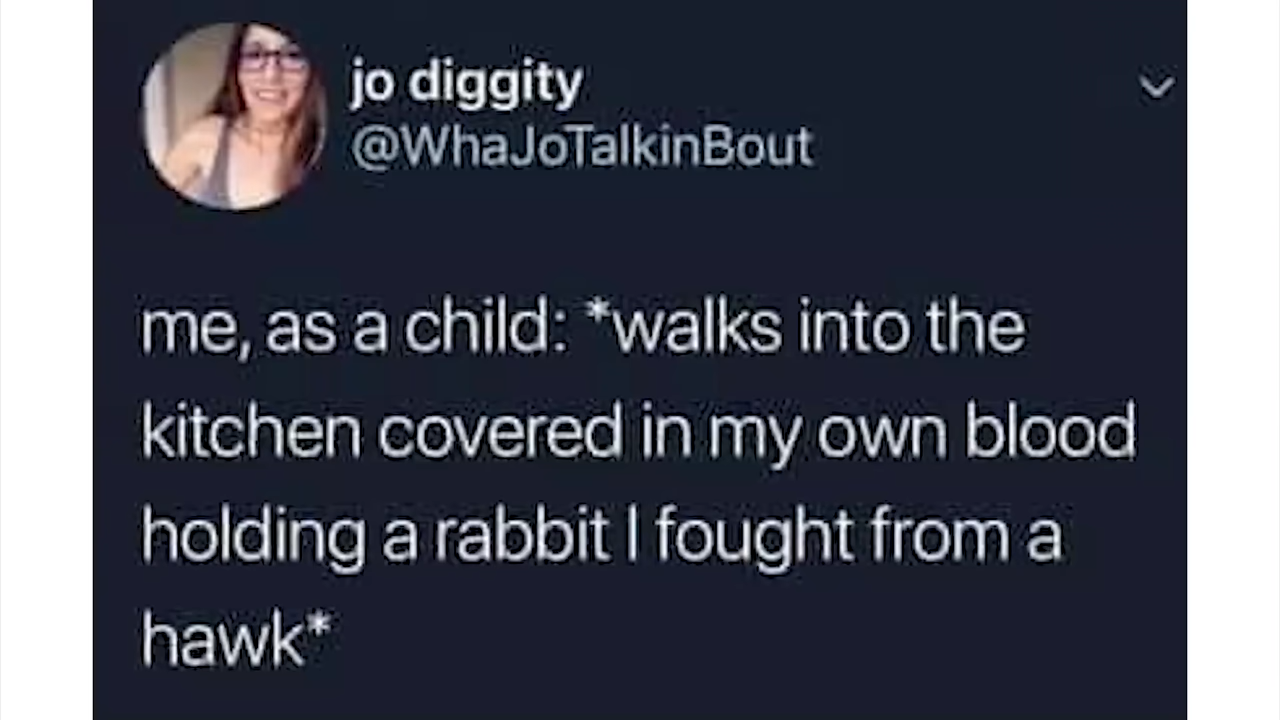 jo diggity
@WhaJoTalkinBout
me, as a child: *walks into the
kitchen covered in my own blood
holding a rabbit I fought from a
hawk*